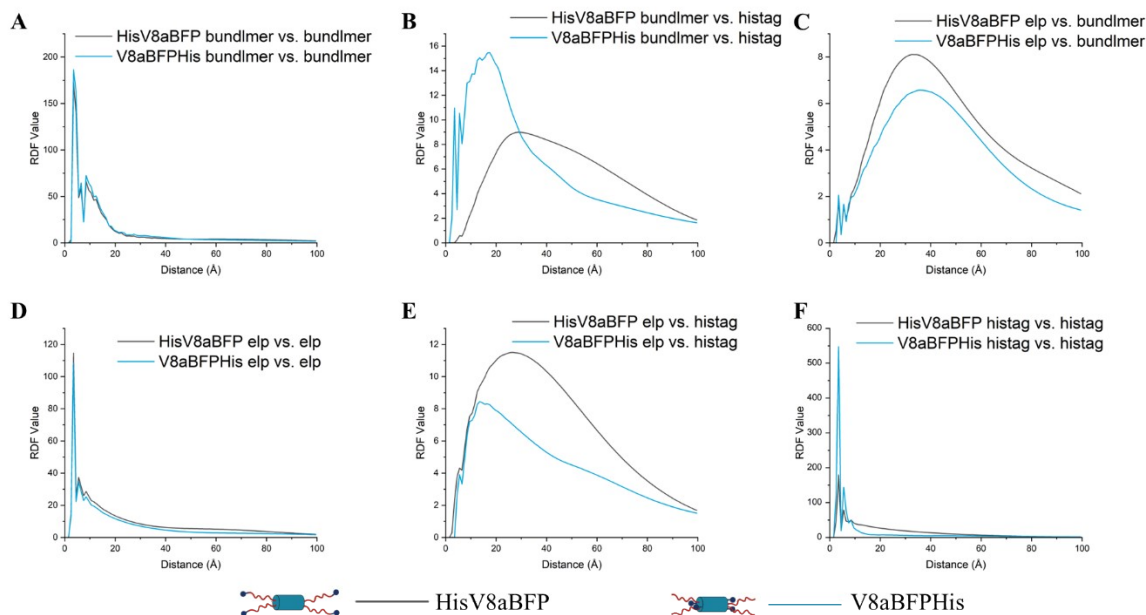 A
HisV8aBFP bundlmer vs. bundlmer
V8aBFPHis bundlmer vs. bundlmer
RDF Value
200
150
100
50
0
0 20 40 60 80 100
Distance (Å)
B
HisV8aBFP bundlmer vs. histag
V8aBFPHis bundlmer vs. histag
RDF Value
16
14
12
10
8
6
4
2
0
0 20 40 60 80 100
Distance (Å)
C
HisV8aBFP elp vs. bundlmer
V8aBFPHis elp vs. bundlmer
RDF Value
8
6
4
2
0
0 20 40 60 80 100
Distance (Å)
D
HisV8aBFP elp vs. elp
V8aBFPHis elp vs. elp
RDF Value
120
100
80
60
40
20
0
0 20 40 60 80 100
Distance (Å)
E
HisV8aBFP elp vs. histag
V8aBFPHis elp vs. histag
RDF Value
14
12
10
8
6
4
2
0
0 20 40 60 80 100
Distance (Å)
F
HisV8aBFP histag vs. histag
V8aBFPHis histag vs. histag
RDF Value
600
550
500
450
400
350
300
250
200
150
100
50
0
0 20 40 60 80 100
Distance (Å)
HisV8aBFP
V8aBFPHis